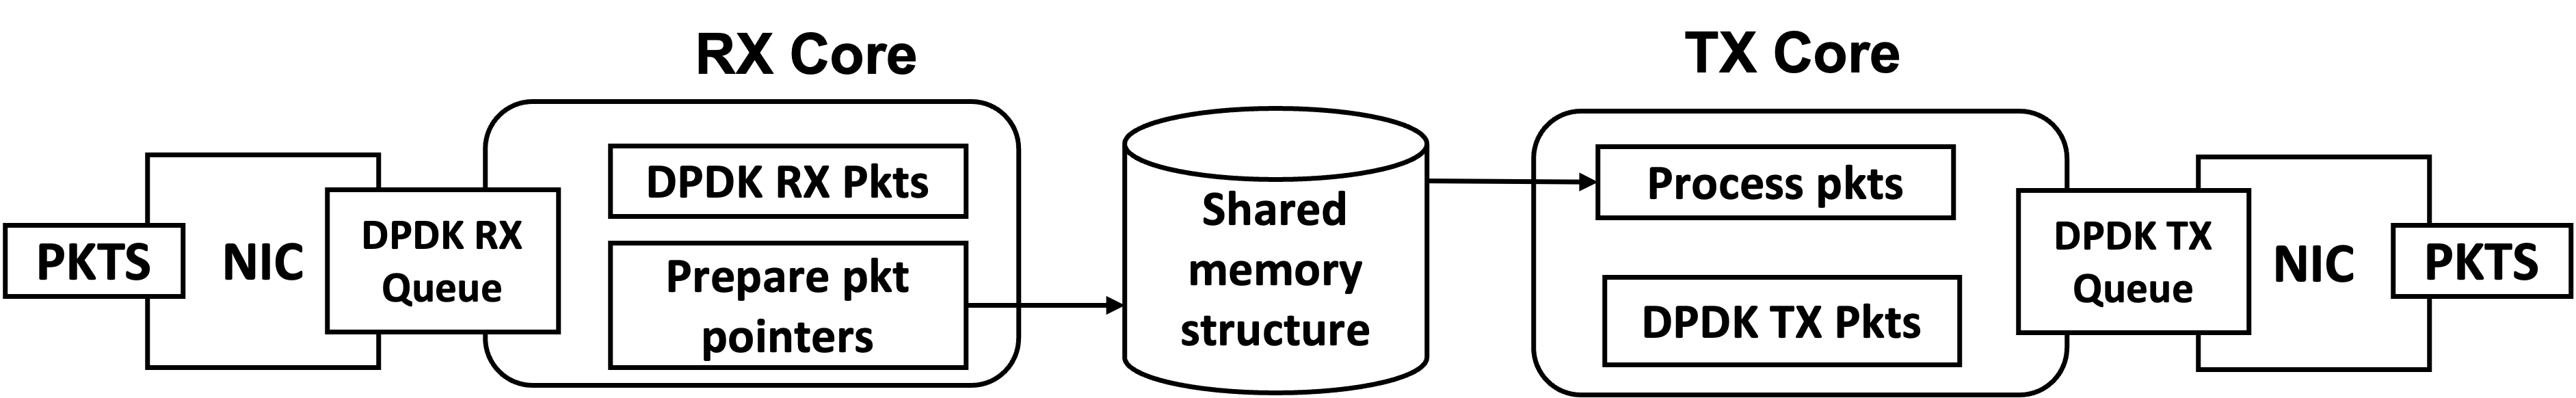 RX Core
TX Core
PKTS
NIC
DPDK RX
Queue
DPDK RX Pkts
Prepare pkt
pointers
Shared
memory
structure
Process pkts
DPDK TX Pkts
DPDK TX
Queue
NIC
PKTS